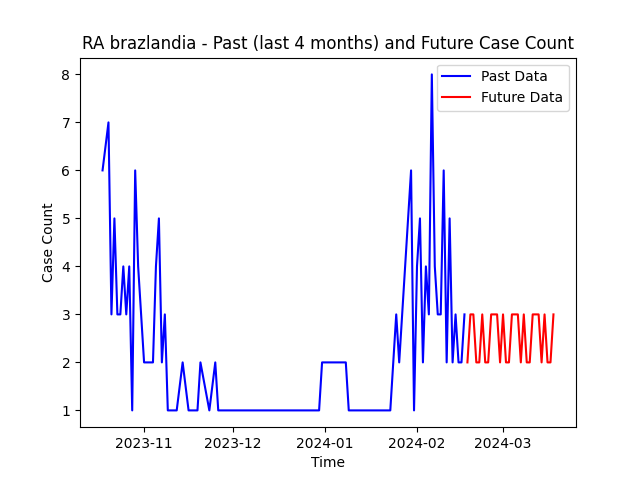 RA brazlandia - Past (last 4 months) and Future Case Count
Past Data
Future Data
8
7
6
5
4
3
2
1
Case Count
2023-11 2023-12 2024-01 2024-02 2024-03
Time